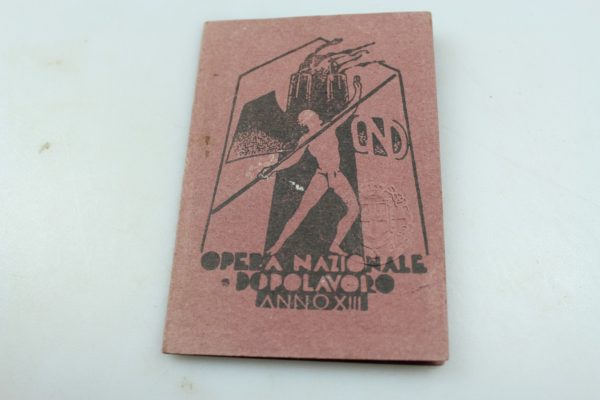 OND
OPERA NAZIONALE
DOPOLAVORO
ANNO XIII